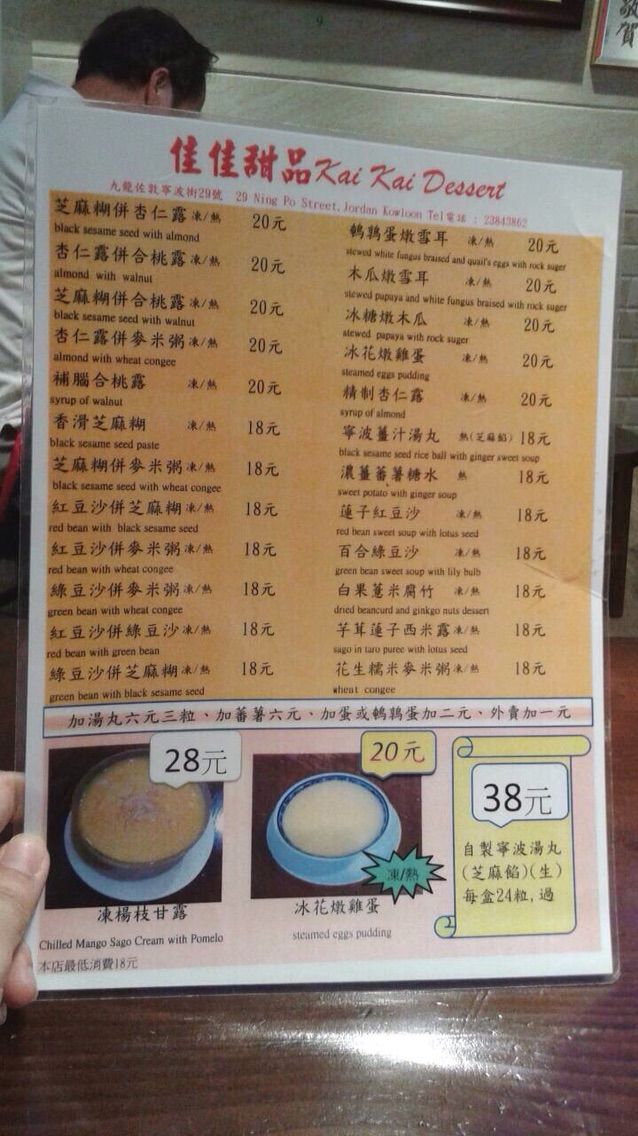 敬
賀
佳佳甜品Kai Kai Dessert
九龍佐敦寧波街29號 29 Ning Po Street,Jordan Kowloon Tel電話 : 23843862
芝麻糊併杏仁露 凍/熱 20元
black sesame seed with almond
杏仁露併合桃露 凍/熱 20元
almond with walnut
芝麻糊併合桃露 凍/熱 20元
black sesame seed with walnut
杏仁露併麥米粥 凍/熱 20元
almond with wheat congee
補腦合桃露 凍/熱 20元
syrup of walnut
香滑芝麻糊 凍/熱 18元
black sesame seed paste
芝麻糊併麥米粥 凍/熱 18元
black sesame seed with wheat congee
紅豆沙併芝麻糊 凍/熱 18元
red bean with black sesame seed
紅豆沙併麥米粥 凍/熱 18元
red bean with wheat congee
綠豆沙併麥米粥 凍/熱 18元
green bean with wheat congee
紅豆沙併綠豆沙 凍/熱 18元
red bean with green bean
綠豆沙併芝麻糊 凍/熱 18元
green bean with black sesame seed
鵪鶉蛋燉雪耳 凍/熱 20元
stewed white fungus braised and quail's eggs with rock suger
木瓜燉雪耳 凍/熱 20元
stewed papaya and white fungus braised with rock suger
冰糖燉木瓜 凍/熱 20元
stewed papaya with rock suger
冰花燉雞蛋 凍/熱 20元
steamed eggs pudding
精制杏仁露 凍/熱 20元
syrup of almond
寧波薑汁湯丸 熱(芝麻餡) 18元
black sesame seed rice ball with ginger sweet soup
濃薑蕃薯糖水 熱 18元
sweet potato with ginger soup
蓮子紅豆沙 凍/熱 18元
red bean sweet soup with lotus seed
百合綠豆沙 凍/熱 18元
green bean sweet soup with lily bulb
白果薏米腐竹 凍/熱 18元
dried beancurd and ginkgo nuts dessert
芋茸蓮子西米露 凍/熱 18元
sago in taro puree with lotus seed
花生糯米麥米粥 凍/熱 18元
wheat congee
加湯丸六元三粒、加蕃薯六元、加蛋或鵪鶉蛋加二元、外賣加一元
28元
凍楊枝甘露
Chilled Mango Sago Cream with Pomelo
20元
凍/熱
冰花燉雞蛋
steamed eggs pudding
38元
自製寧波湯丸
(芝麻餡)(生)
每盒24粒,過
本店最低消費18元